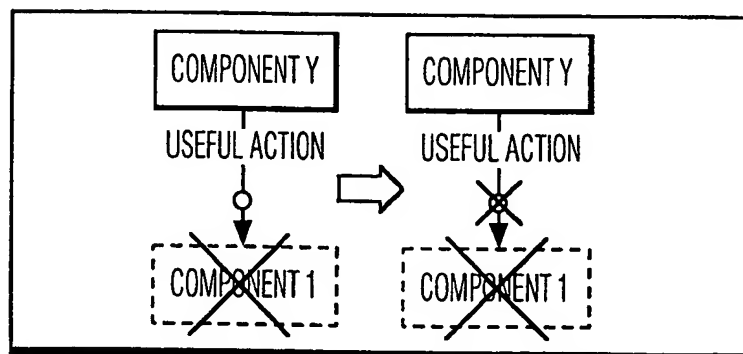 COMPONENT Y
USEFUL ACTION
COMPONENT 1
COMPONENT Y
USEFUL ACTION
COMPONENT 1